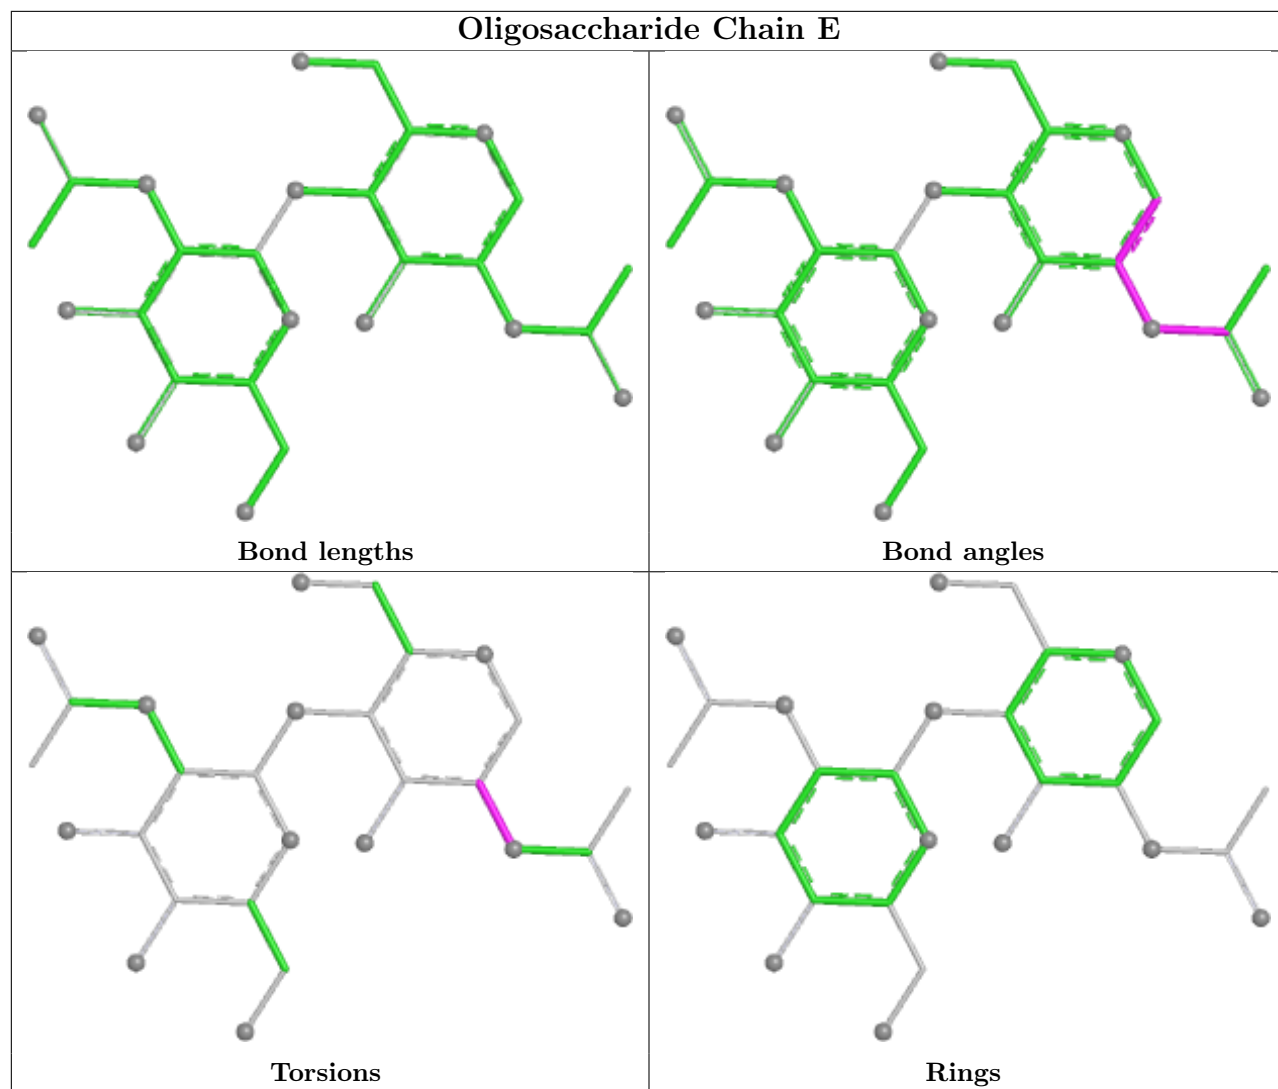 Oligosaccharide Chain E
Bond lengths
Bond angles
Torsions
Rings